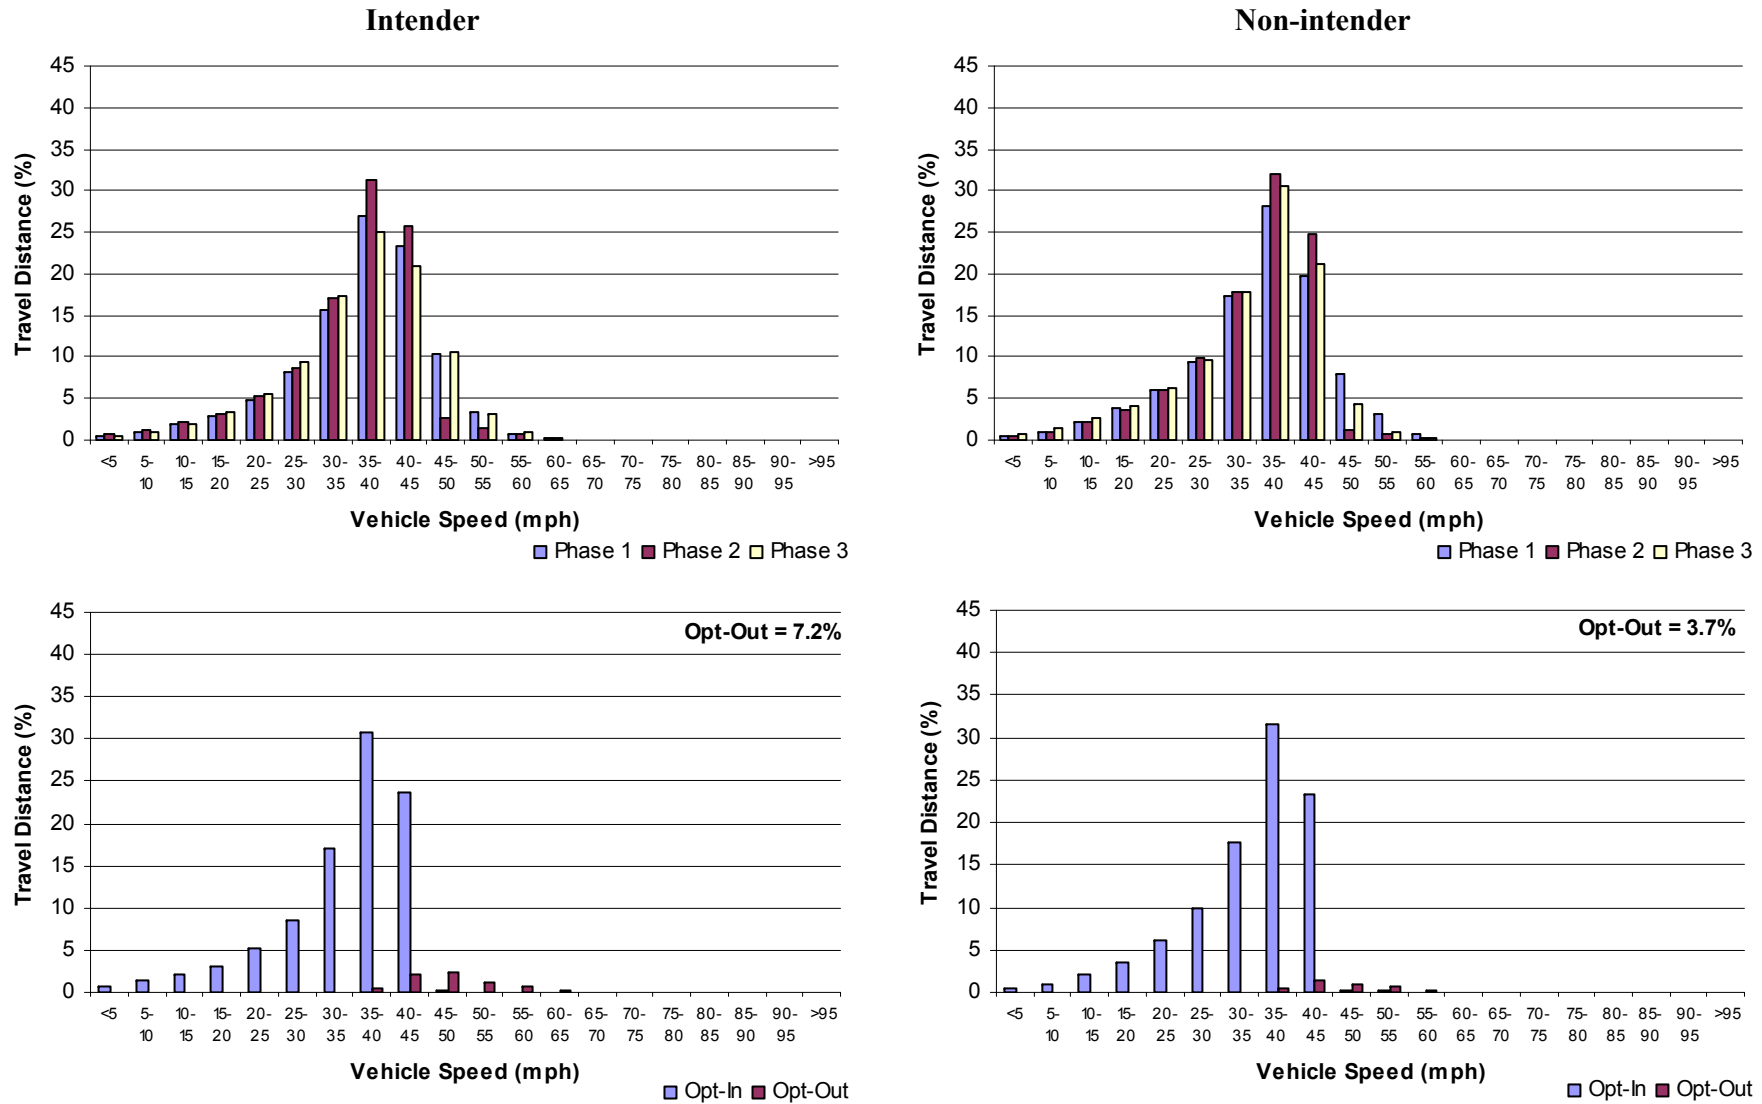 Intender
Non-intender
45
40
35
30
25
20
15
10
5
0
Travel Distance (%)
<5 5- 10- 15- 20- 25- 30- 35- 40- 45- 50- 55- 60- 65- 70- 75- 80- 85- 90- >95
10 15 20 25 30 35 40 45 50 55 60 65 70 75 80 85 90 95
Vehicle Speed (mph)
Phase 1 Phase 2 Phase 3
45
40
35
30
25
20
15
10
5
0
Travel Distance (%)
<5 5- 10- 15- 20- 25- 30- 35- 40- 45- 50- 55- 60- 65- 70- 75- 80- 85- 90- >95
10 15 20 25 30 35 40 45 50 55 60 65 70 75 80 85 90 95
Vehicle Speed (mph)
Phase 1 Phase 2 Phase 3
Opt-Out = 7.2%
45
40
35
30
25
20
15
10
5
0
Travel Distance (%)
<5 5- 10- 15- 20- 25- 30- 35- 40- 45- 50- 55- 60- 65- 70- 75- 80- 85- 90- >95
10 15 20 25 30 35 40 45 50 55 60 65 70 75 80 85 90 95
Vehicle Speed (mph)
Opt-In Opt-Out
Opt-Out = 3.7%
45
40
35
30
25
20
15
10
5
0
Travel Distance (%)
<5 5- 10- 15- 20- 25- 30- 35- 40- 45- 50- 55- 60- 65- 70- 75- 80- 85- 90- >95
10 15 20 25 30 35 40 45 50 55 60 65 70 75 80 85 90 95
Vehicle Speed (mph)
Opt-In Opt-Out